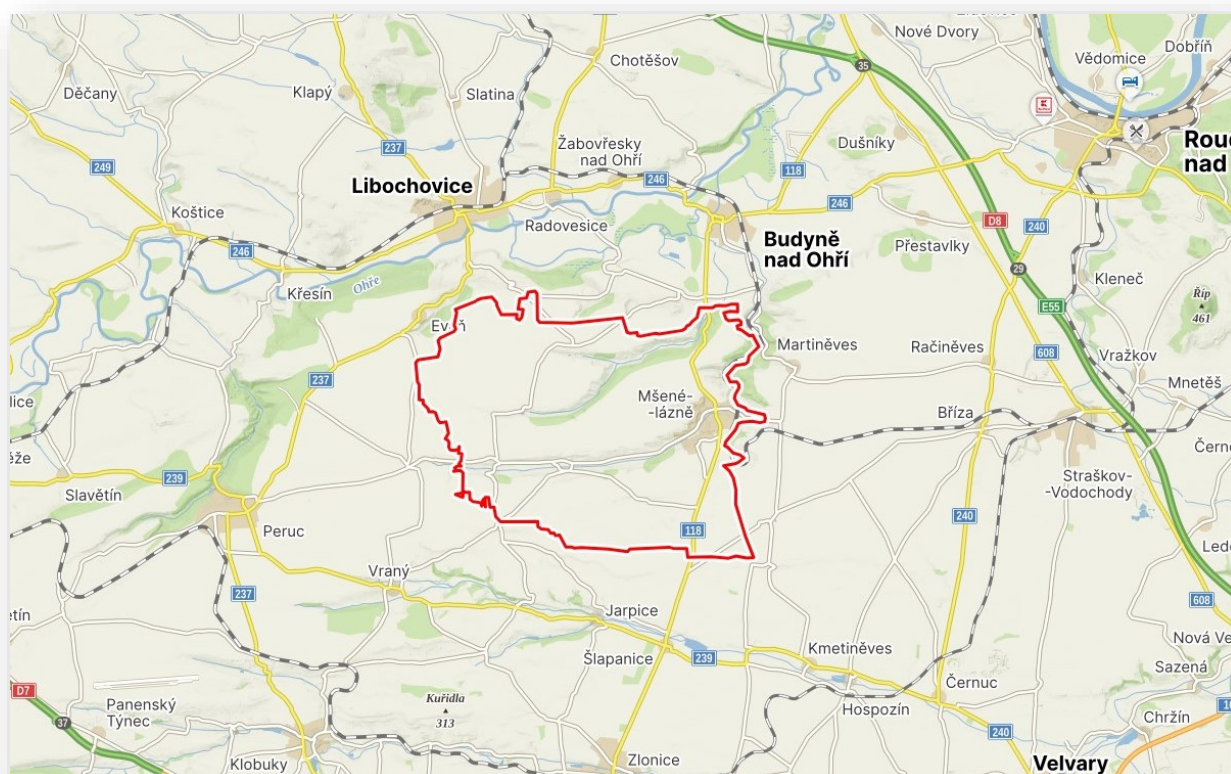 Nové Dvory
Dobříň
Vědomice
35
Chotěšov
Děčany
Klapý
Slatina
237
Žabovřesky
nad Ohří
Dušníky
118
249
Libochovice
246
Koštice
Radovesice
246
D8
240
Budyně
nad Ohří
Přestavlky
246
Ohře
29
Kleneč
Křesín
E55
Říp
461
Martiněves
Račiněves
608
Vražkov
237
Mnetěš
Mšené-
-lázně
Bříza
239
Slavětín
Straškov-
-Vodochody
Peruc
118
240
Vraný
237
608
Jarpice
Šlapanice
239
Kmetiněves
Sazená
D7
Kuřidla
313
Černuc
Panenský
Týnec
37
Hospozín
Chržín
240
Klobuky
Zlonice
Velvary